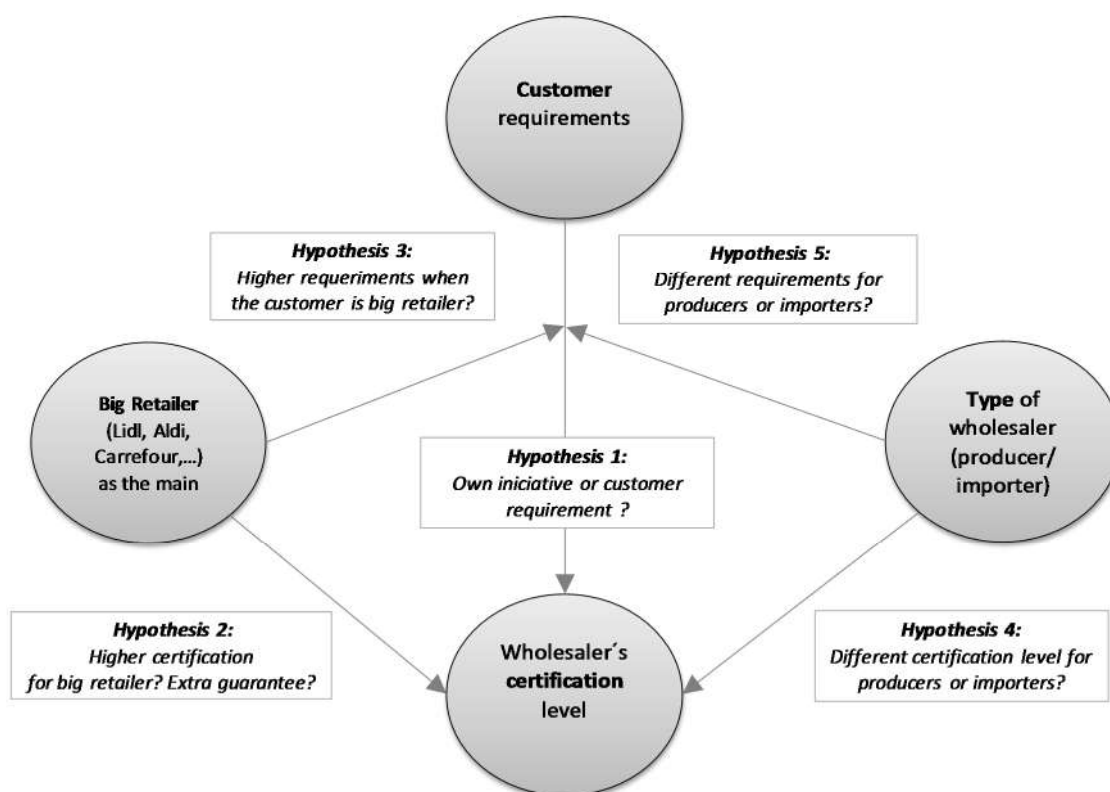 Customer
requirements
Hypothesis 3:
Higher requeriments when
the customer is big retailer?
Hypothesis 5:
Different requirements for
producers or importers?
Big Retailer
(Lidl, Aldi,
Carrefour,...)
as the main
Hypothesis 1:
Own iniciative or customer
requirement ?
Type of
wholesaler
(producer/
importer)
Hypothesis 2:
Higher certification
for big retailer? Extra guarantee?
Wholesaler´s
certification
level
Hypothesis 4:
Different certification level for
producers or importers?